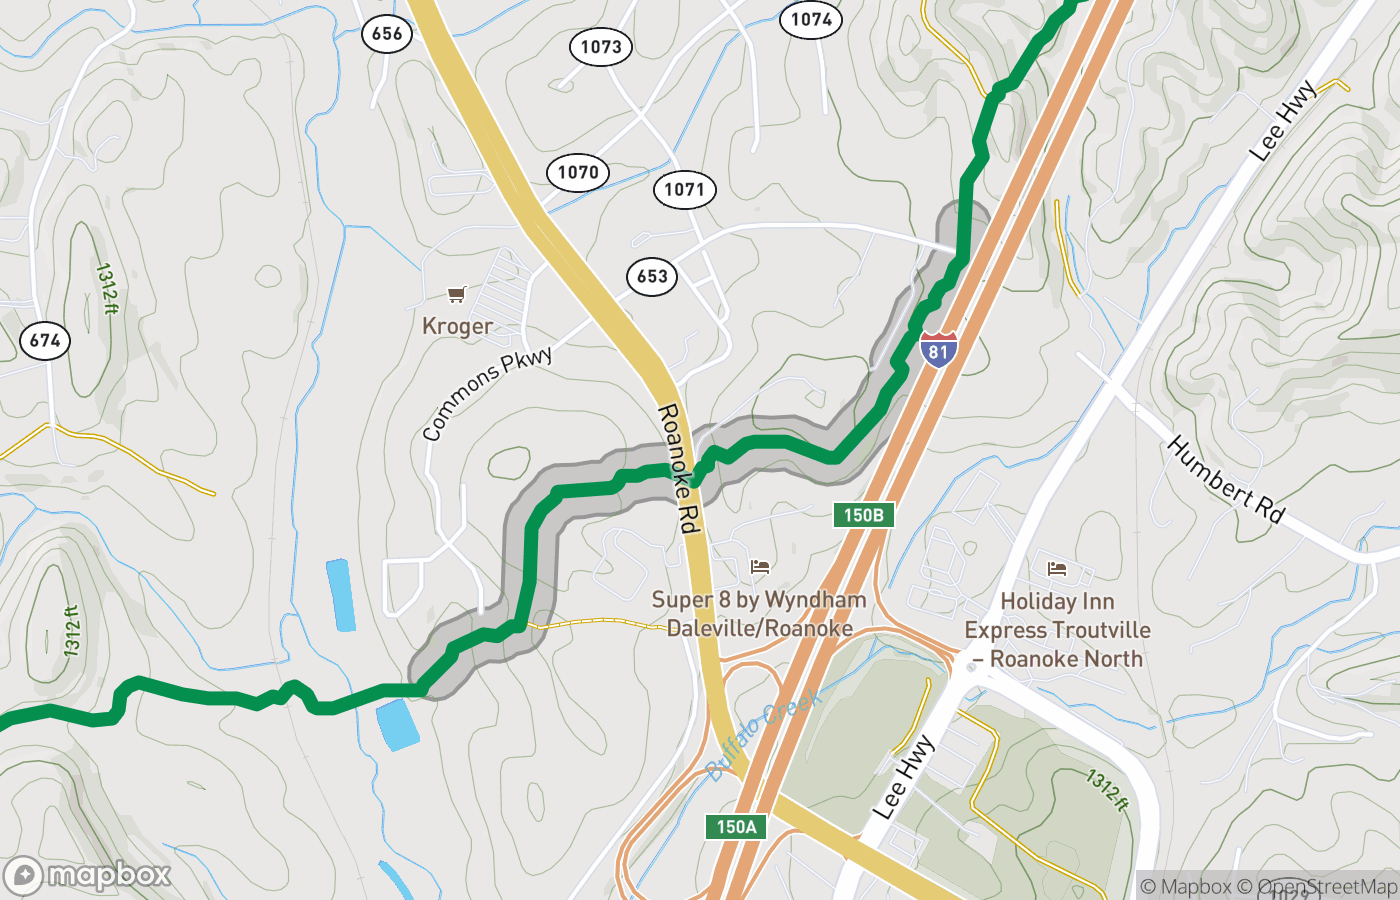 656
1073
1074
Lee Hwy
1070
1071
1312 ft
653
Kroger
674
81
Commons Pkwy
Roanoke Rd
Humbert Rd
150B
Super 8 by Wyndham
Daleville/Roanoke
Holiday Inn
Express Troutville
– Roanoke North
1312 ft
Buffalo Creek
Lee Hwy
1312 ft
150A
mapbox
© Mapbox © OpenStreetMap
1029